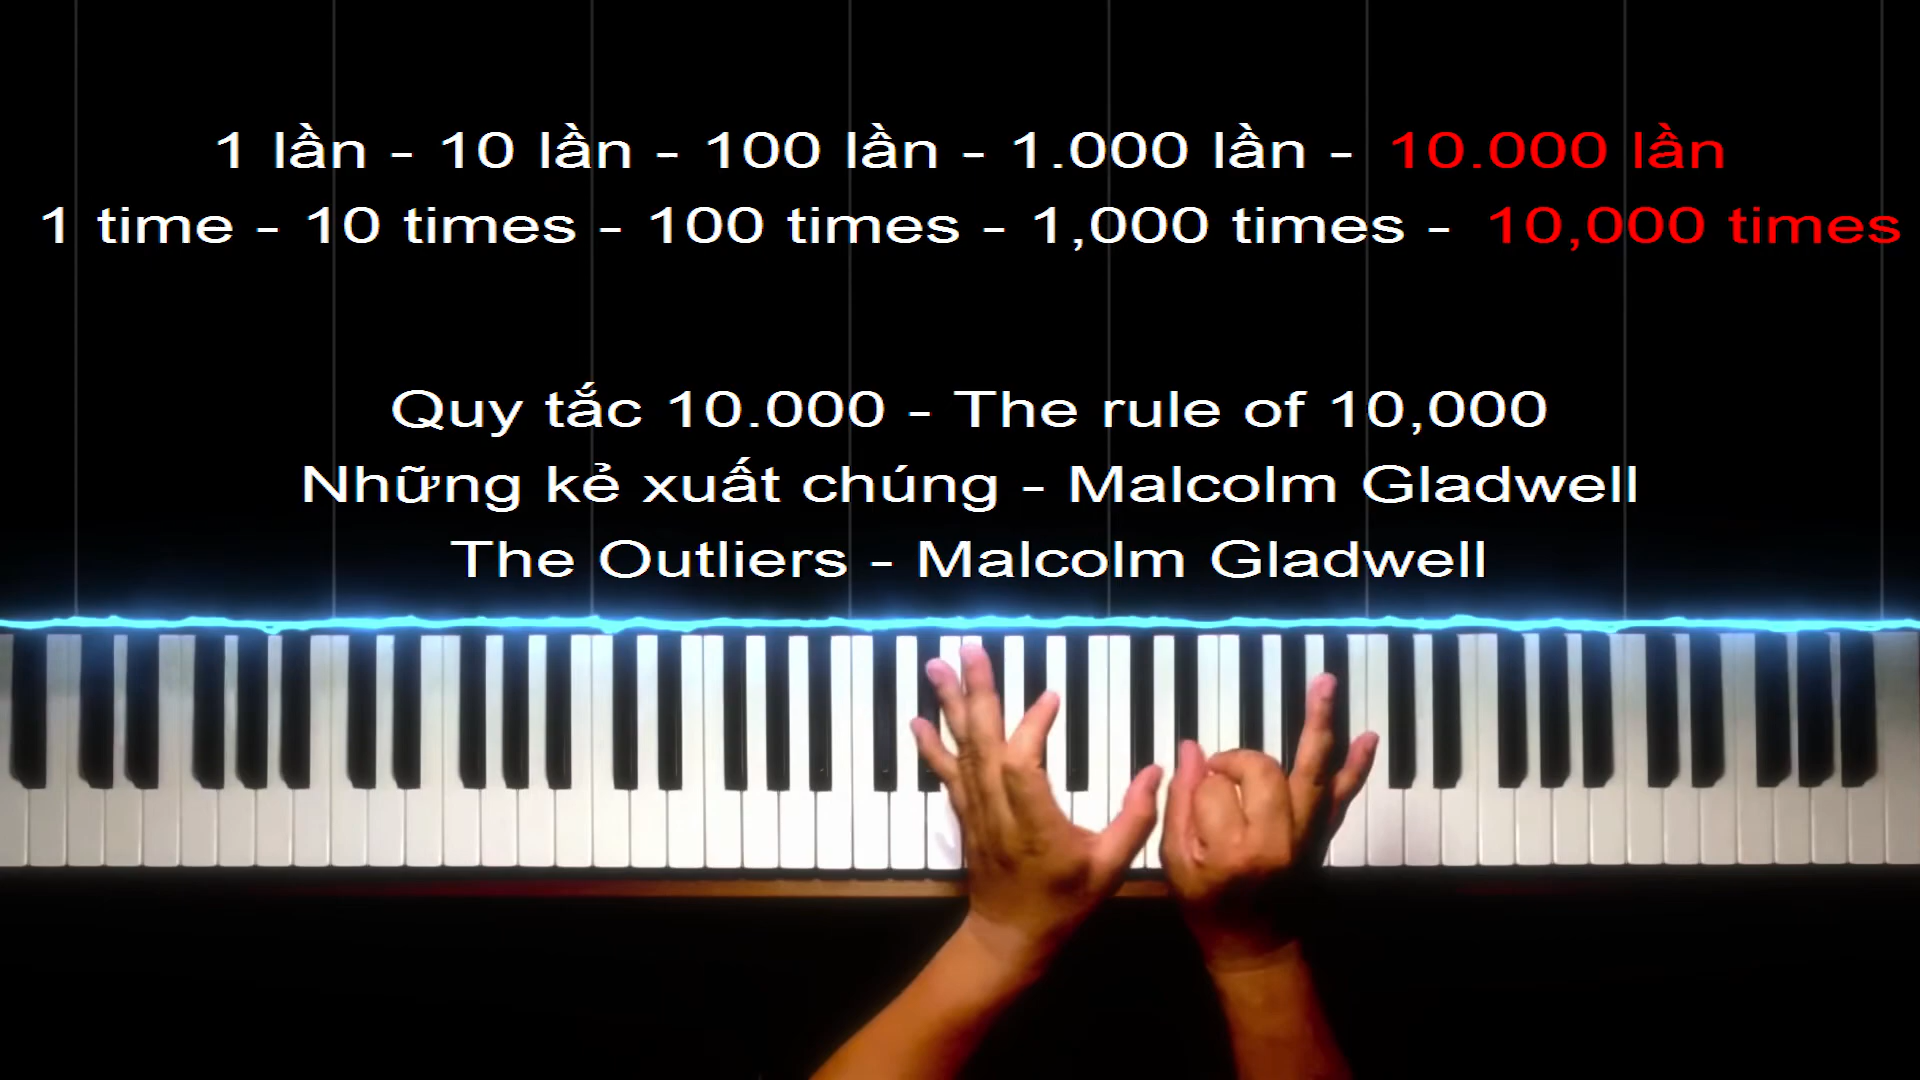 1 lần - 10 lần - 100 lần - 1.000 lần - 10.000 lần
1 time - 10 times - 100 times - 1,000 times - 10,000 times
Quy tắc 10.000 - The rule of 10,000
Những kẻ xuất chúng - Malcolm Gladwell
The Outliers - Malcolm Gladwell